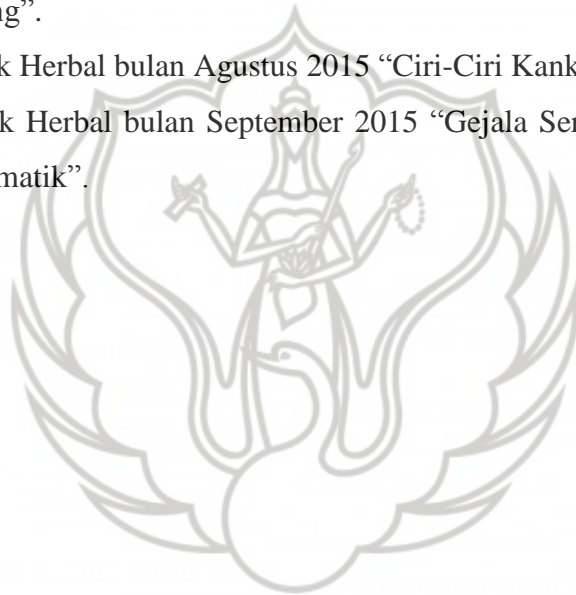 ng”.
k Herbal bulan Agustus 2015 “Ciri-Ciri Kank
k Herbal bulan September 2015 “Gejala Ser
matik”.